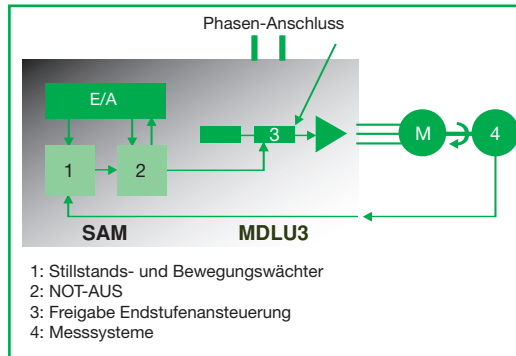 Phasen-Anschluss
E/A
3
M
4
1
2
SAM
MDLU3
1: Stillstands- und Bewegungswächter
2: NOT-AUS
3: Freigabe Endstufenansteuerung
4: Messsysteme